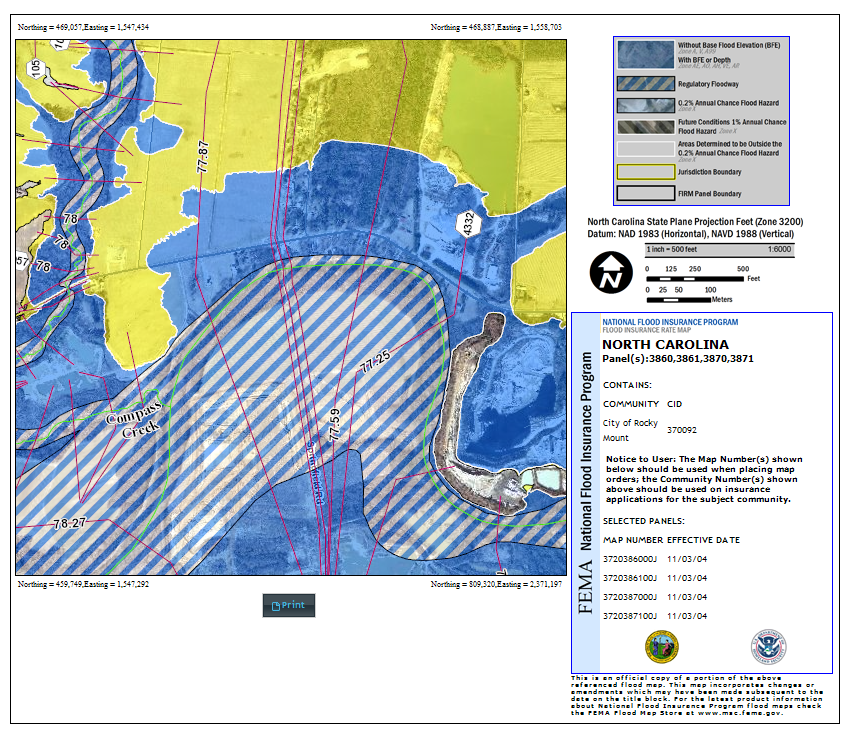 Northing = 469,057,Easting = 1,547,434
Northing = 468,887,Easting = 1,558,703
105
10
77.87
4332
78
78
78
57
77.25
77.59
Compass
Creek
78.27
Northing = 459,749,Easting = 1,547,292
Northing = 809,320,Easting = 2,371,197
Print
Without Base Flood Elevation (BFE)
Zone A, V, A99
With BFE or Depth
Zone AE, AO, AH, VE, AR
Regulatory Floodway
0.2% Annual Chance Flood Hazard
Zone X
Future Conditions 1% Annual Chance
Flood Hazard Zone X
Areas Determined to be Outside the
0.2% Annual Chance Flood Hazard
Zone X
Jurisdiction Boundary
FIRM Panel Boundary
North Carolina State Plane Projection Feet (Zone 3200)
Datum: NAD 1983 (Horizontal), NAVD 1988 (Vertical)
1 inch = 500 feet 1:6000
0 125 250 500
Feet
0 25 50 100
Meters
N
FEMA National Flood Insurance Program
NATIONAL FLOOD INSURANCE PROGRAM
FLOOD INSURANCE RATE MAP
NORTH CAROLINA
Panel(s):3860,3861,3870,3871
CONTAINS:
COMMUNITY CID
City of Rocky
Mount 370092
Notice to User: The Map Number(s) shown
below should be used when placing map
orders; the Community Number(s) shown
above should be used on insurance
applications for the subject community.
SELECTED PANELS:
MAP NUMBER EFFECTIVE DATE
3720386000J 11/03/04
3720386100J 11/03/04
3720387000J 11/03/04
3720387100J 11/03/04
This is an official copy of a portion of the above
referenced flood map. This map incorporates changes or
amendments which may have been made subsequent to the
date on the title block. For the latest product information
about National Flood Insurance Program flood maps check
the FEMA Flood Map Store at www.msc.fema.gov.